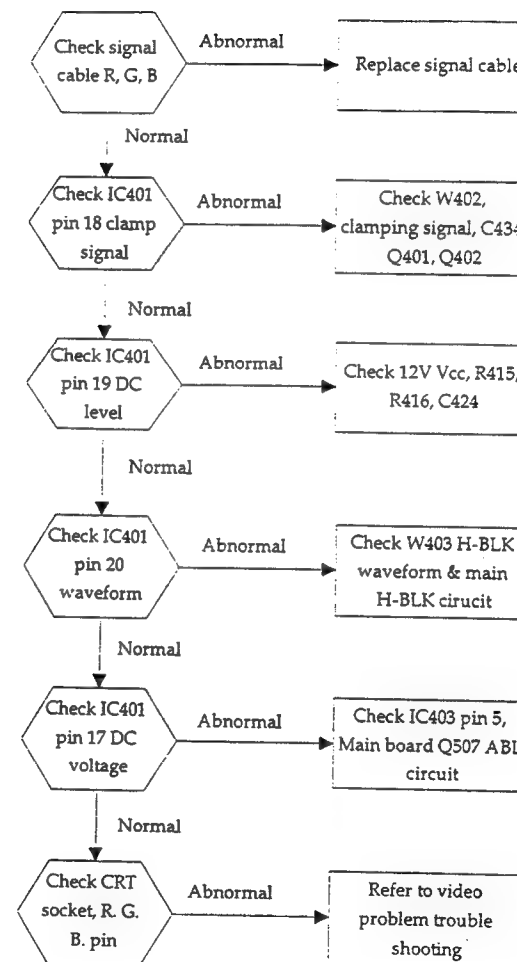 Check signal
cable R, G, B
Abnormal
Replace signal cable
Normal
Check IC401
pin 18 clamp
signal
Abnormal
Check W402,
clamping signal, C434
Q401, Q402
Normal
Check IC401
pin 19 DC
level
Abnormal
Check 12V Vcc, R415,
R416, C424
Normal
Check IC401
pin 20
waveform
Abnormal
Check W403 H-BLK
waveform & main
H-BLK cirucit
Normal
Check IC401
pin 17 DC
voltage
Abnormal
Check IC403 pin 5,
Main board Q507 ABL
circuit
Normal
Check CRT
socket, R. G.
B. pin
Abnormal
Refer to video
problem trouble
shooting